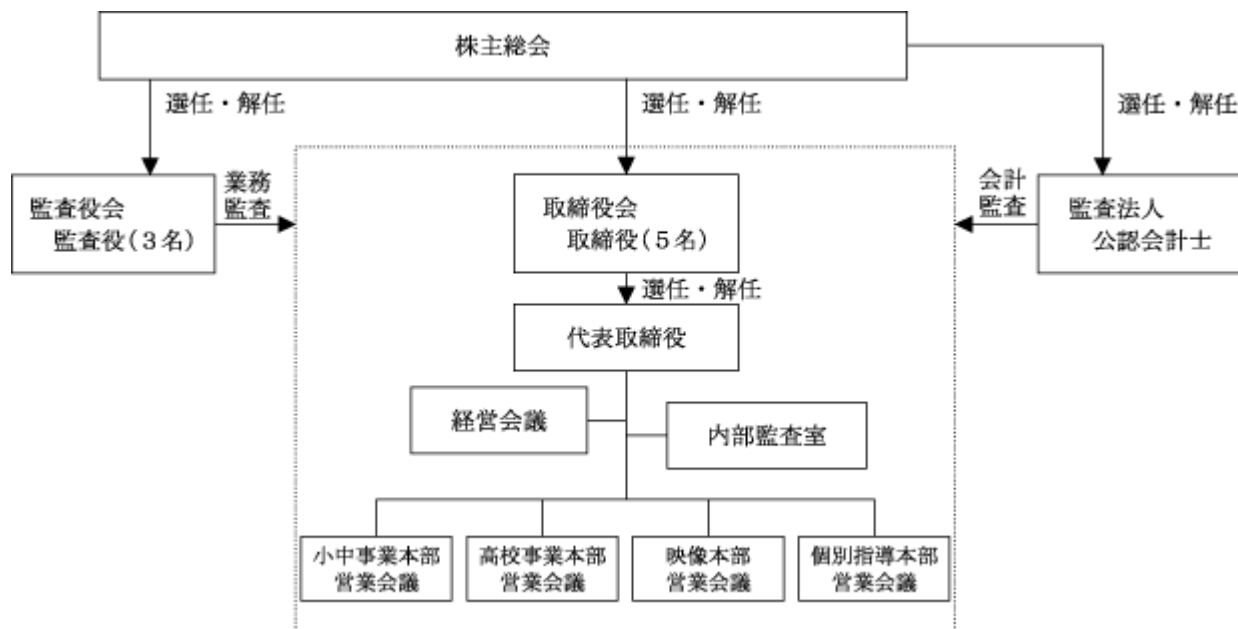 株主総会
選任・解任
選任・解任
選任・解任
監査役会
監査役(3名)
業務
監査
取締役会
取締役(5名)
会計
監査
監査法人
公認会計士
選任・解任
代表取締役
経営会議
内部監査室
小中事業本部
営業会議
高校事業本部
営業会議
映像本部
営業会議
個別指導本部
営業会議